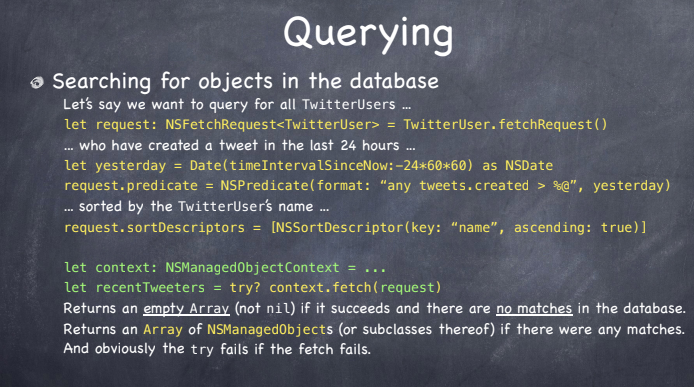 Querying
Searching for objects in the database
Let's say we want to query for all TwitterUsers ...
let request: NSFetchRequest<TwitterUser> = TwitterUser.fetchRequest()
... who have created a tweet in the last 24 hours ...
let yesterday = Date(timeIntervalSinceNow:-24*60*60) as NSDate
request.predicate = NSPredicate(format: “any tweets.created > %@”, yesterday)
... sorted by the TwitterUser's name ...
request.sortDescriptors = [NSSortDescriptor(key: “name”, ascending: true)]
let context: NSManagedObjectContext = ...
let recentTweeters = try? context.fetch(request)
Returns an empty Array (not nil) if it succeeds and there are no matches in the database.
Returns an Array of NSManagedObjects (or subclasses thereof) if there were any matches.
And obviously the try fails if the fetch fails.